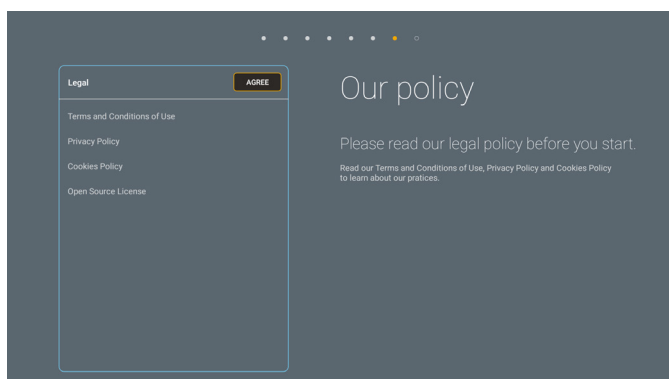 Legal
AGREE
Terms and Conditions of Use
Privacy Policy
Cookies Policy
Open Source License
Our policy
Please read our legal policy before you start.
Read our Terms and Conditions of Use, Privacy Policy and Cookies Policy
to learn about our pratices.